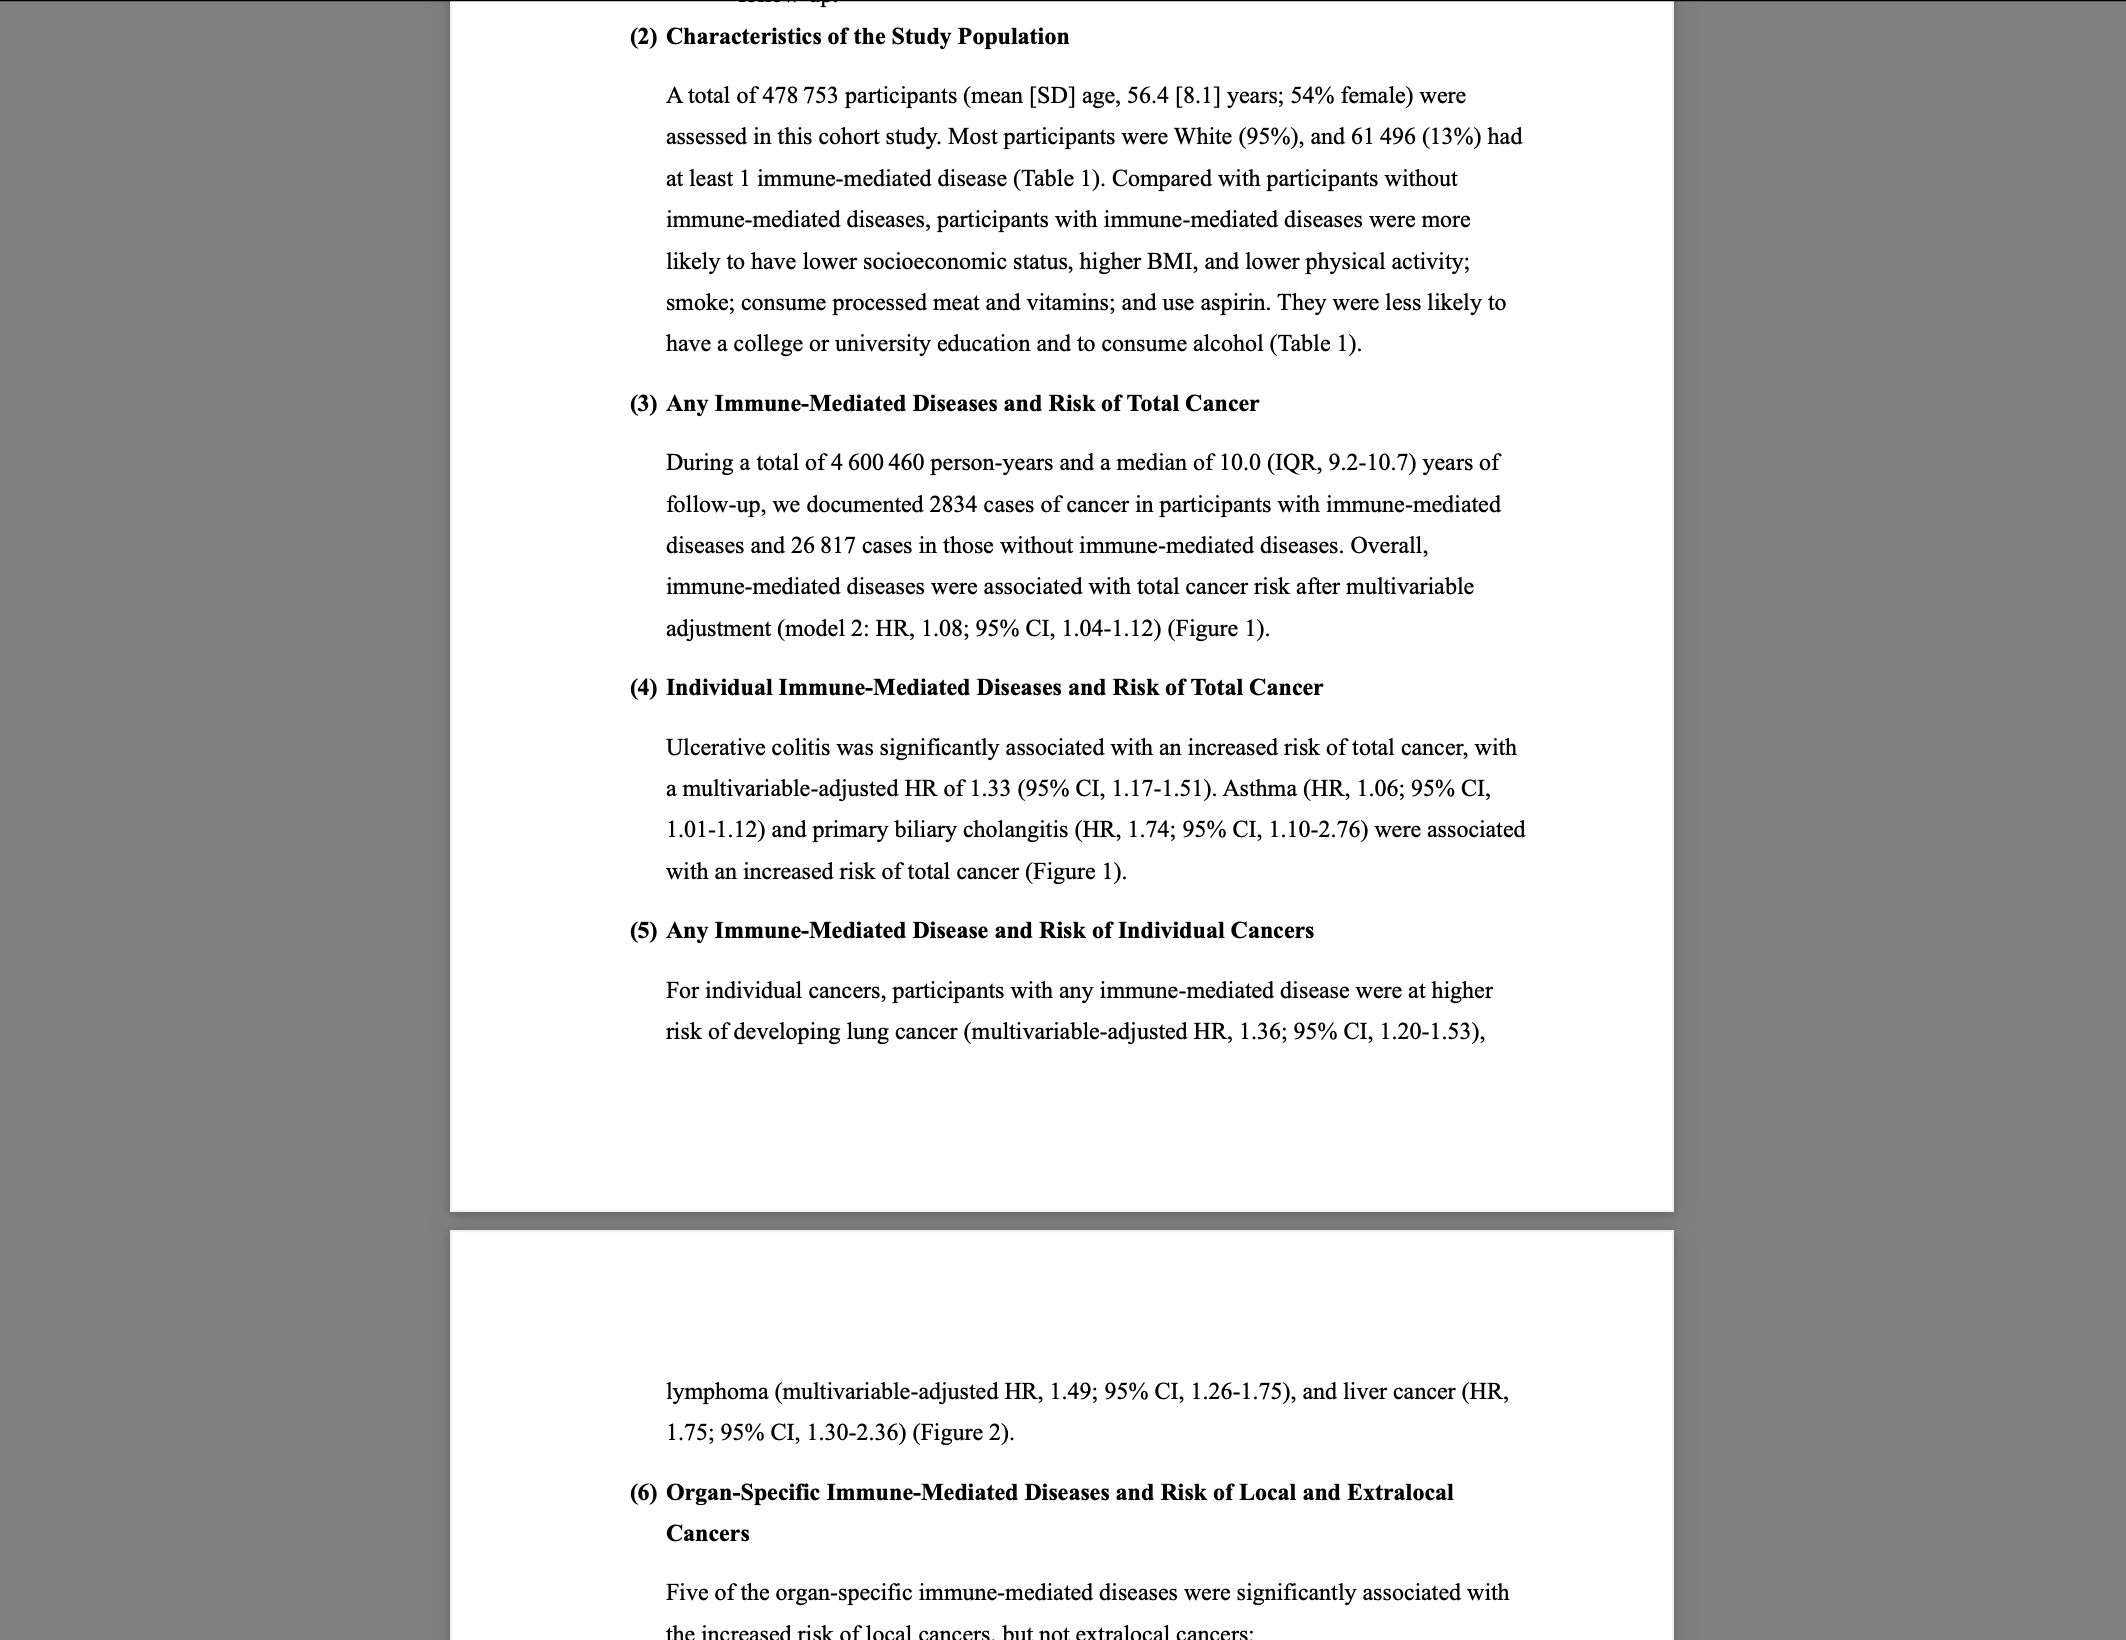 (2) Characteristics of the Study Population
A total of 478 753 participants (mean [SD] age, 56.4 [8.1] years; 54% female) were
assessed in this cohort study. Most participants were White (95%), and 61 496 (13%) had
at least 1 immune-mediated disease (Table 1). Compared with participants without
immune-mediated diseases, participants with immune-mediated diseases were more
likely to have lower socioeconomic status, higher BMI, and lower physical activity;
smoke; consume processed meat and vitamins; and use aspirin. They were less likely to
have a college or university education and to consume alcohol (Table 1).
(3) Any Immune-Mediated Diseases and Risk of Total Cancer
During a total of 4 600 460 person-years and a median of 10.0 (IQR, 9.2-10.7) years of
follow-up, we documented 2834 cases of cancer in participants with immune-mediated
diseases and 26 817 cases in those without immune-mediated diseases. Overall,
immune-mediated diseases were associated with total cancer risk after multivariable
adjustment (model 2: HR, 1.08; 95% CI, 1.04-1.12) (Figure 1).
(4) Individual Immune-Mediated Diseases and Risk of Total Cancer
Ulcerative colitis was significantly associated with an increased risk of total cancer, with
a multivariable-adjusted HR of 1.33 (95% CI, 1.17-1.51). Asthma (HR, 1.06; 95% CI,
1.01-1.12) and primary biliary cholangitis (HR, 1.74; 95% CI, 1.10-2.76) were associated
with an increased risk of total cancer (Figure 1).
(5) Any Immune-Mediated Disease and Risk of Individual Cancers
For individual cancers, participants with any immune-mediated disease were at higher
risk of developing lung cancer (multivariable-adjusted HR, 1.36; 95% CI, 1.20-1.53),
lymphoma (multivariable-adjusted HR, 1.49; 95% CI, 1.26-1.75), and liver cancer (HR,
1.75; 95% CI, 1.30-2.36) (Figure 2).
(6) Organ-Specific Immune-Mediated Diseases and Risk of Local and Extralocal
Cancers
Five of the organ-specific immune-mediated diseases were significantly associated with
the increased risk of local cancers, but not extralocal cancers: